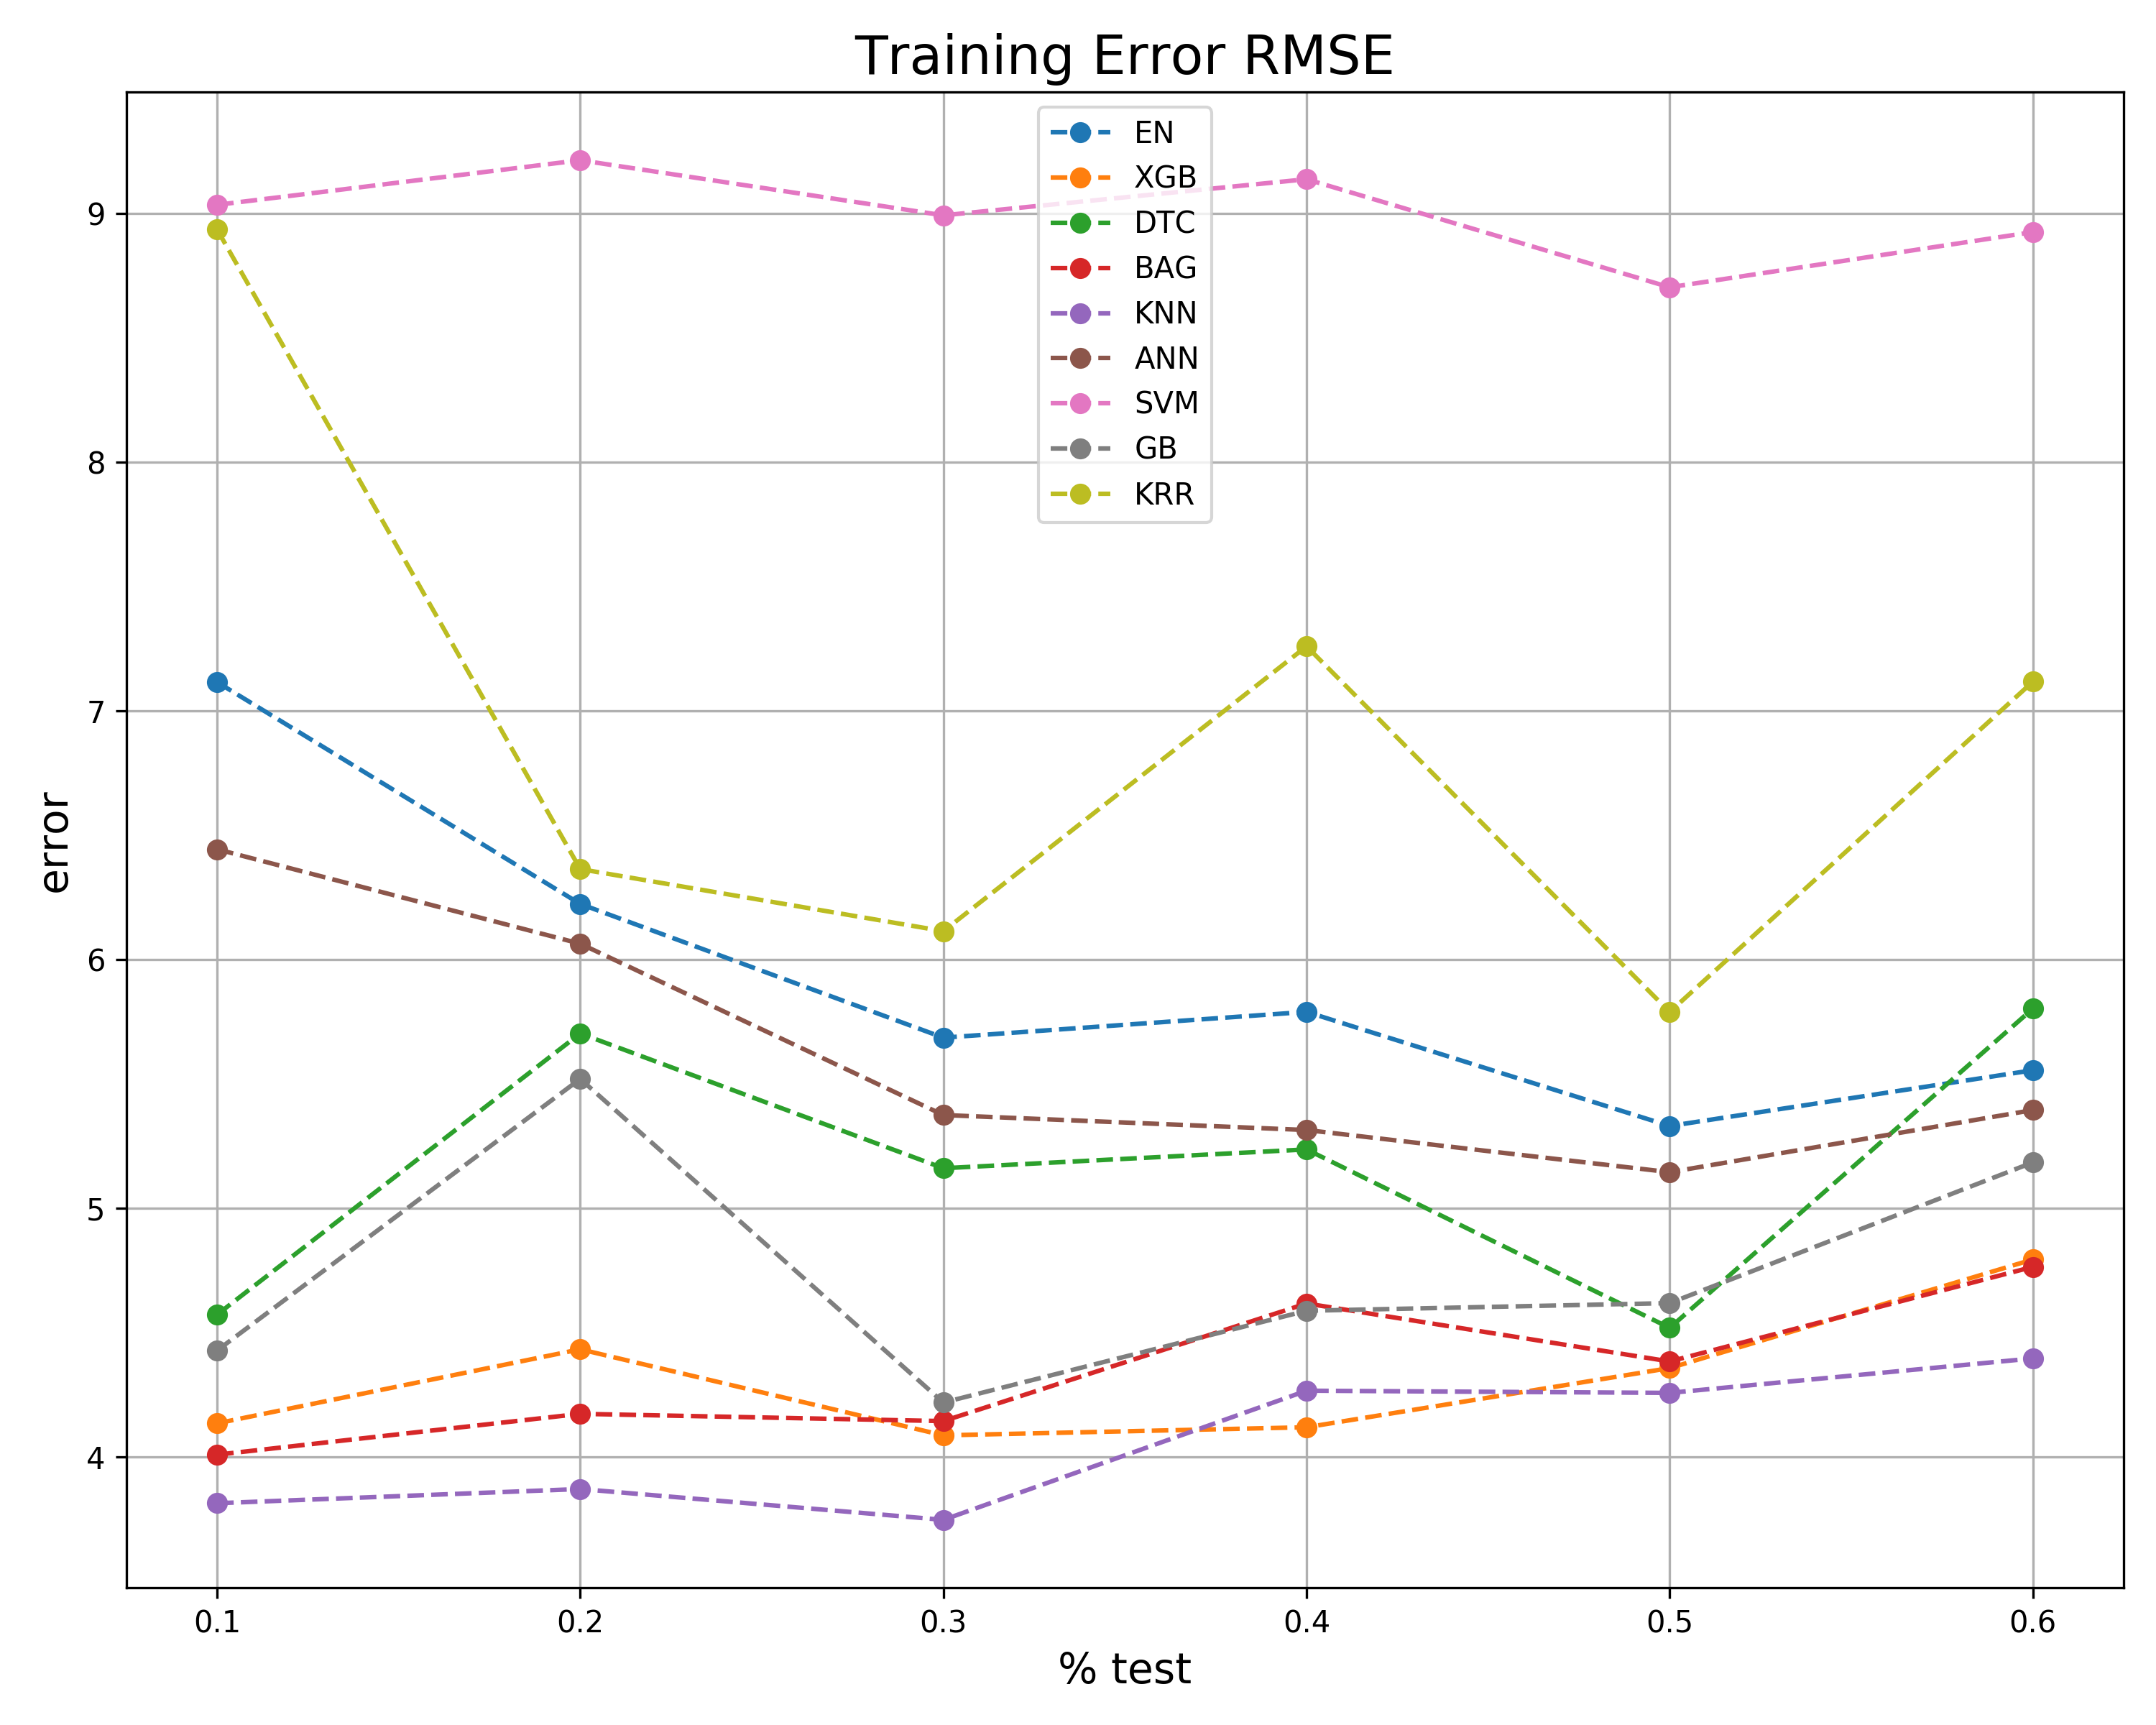 Training Error RMSE
EN
XGB
DTC
BAG
KNN
ANN
SVM
GB
KRR
error
9
8
7
6
5
4
0.1 0.2 0.3 0.4 0.5 0.6
% test